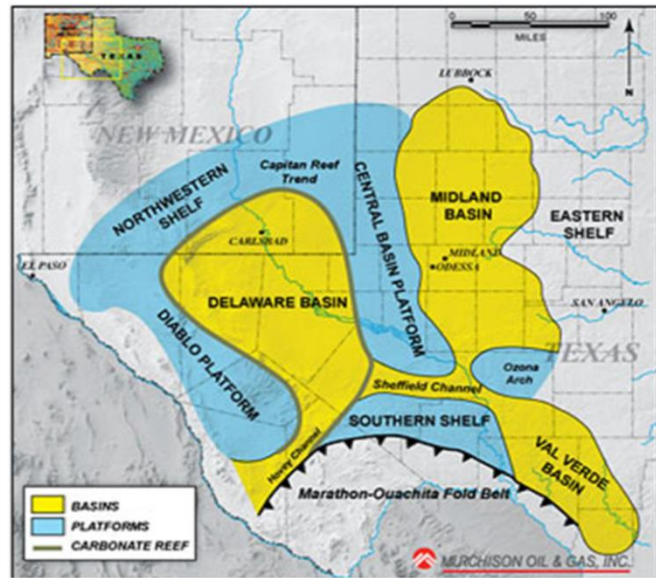 TEXAS
0
50
100
MILES
N
LUBBOCK
NEW MEXICO
Capitan Reef
Trend
NORTHWESTERN
SHELF
CENTRAL BASIN PLATFORM
MIDLAND
BASIN
EASTERN
SHELF
CARLSBAD
MIDLAND
ODESSA
EL PASO
DELAWARE BASIN
SAN ANGELO
DIABLO PLATFORM
TEXAS
Ozona
Arch
Sheffield Channel
SOUTHERN SHELF
Hovey Channel
VAL VERDE
BASIN
Marathon-Ouachita Fold Belt
BASINS
PLATFORMS
CARBONATE REEF
MURCHISON OIL & GAS, INC.